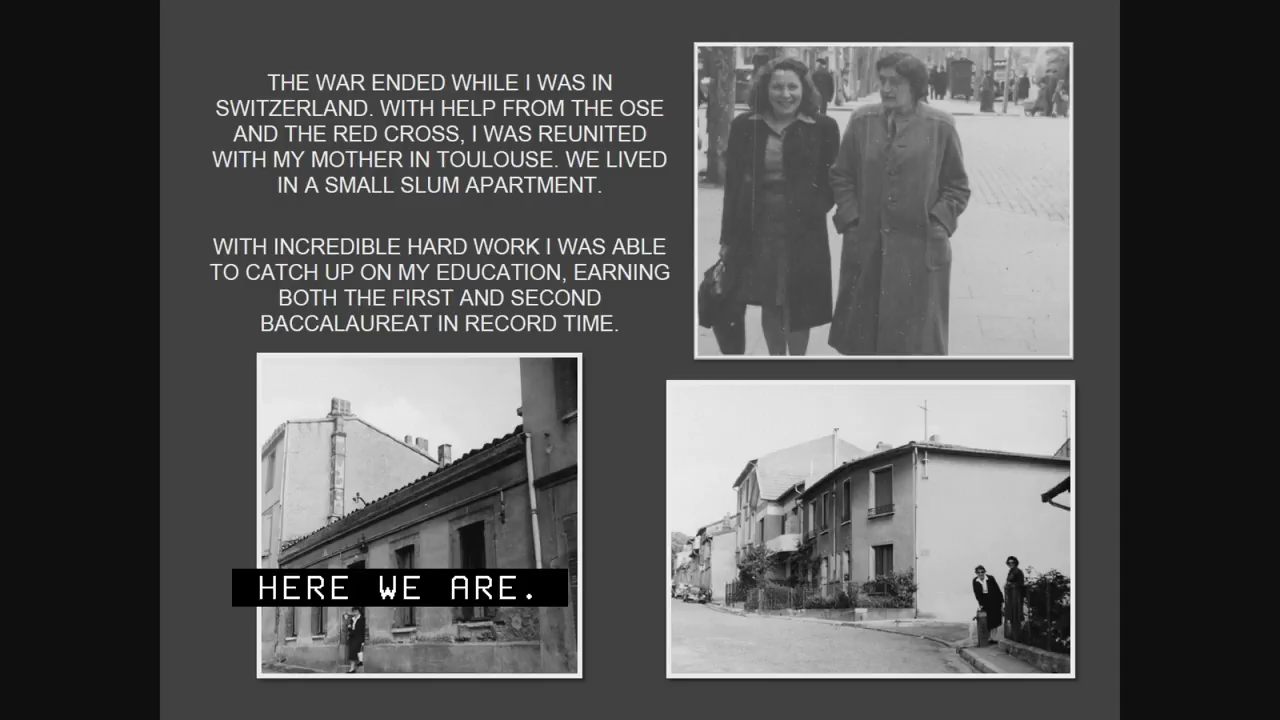 THE WAR ENDED WHILE I WAS IN
SWITZERLAND. WITH HELP FROM THE OSE
AND THE RED CROSS, I WAS REUNITED
WITH MY MOTHER IN TOULOUSE. WE LIVED
IN A SMALL SLUM APARTMENT.
WITH INCREDIBLE HARD WORK I WAS ABLE
TO CATCH UP ON MY EDUCATION, EARNING
BOTH THE FIRST AND SECOND
BACCALAUREAT IN RECORD TIME.
HERE WE ARE.